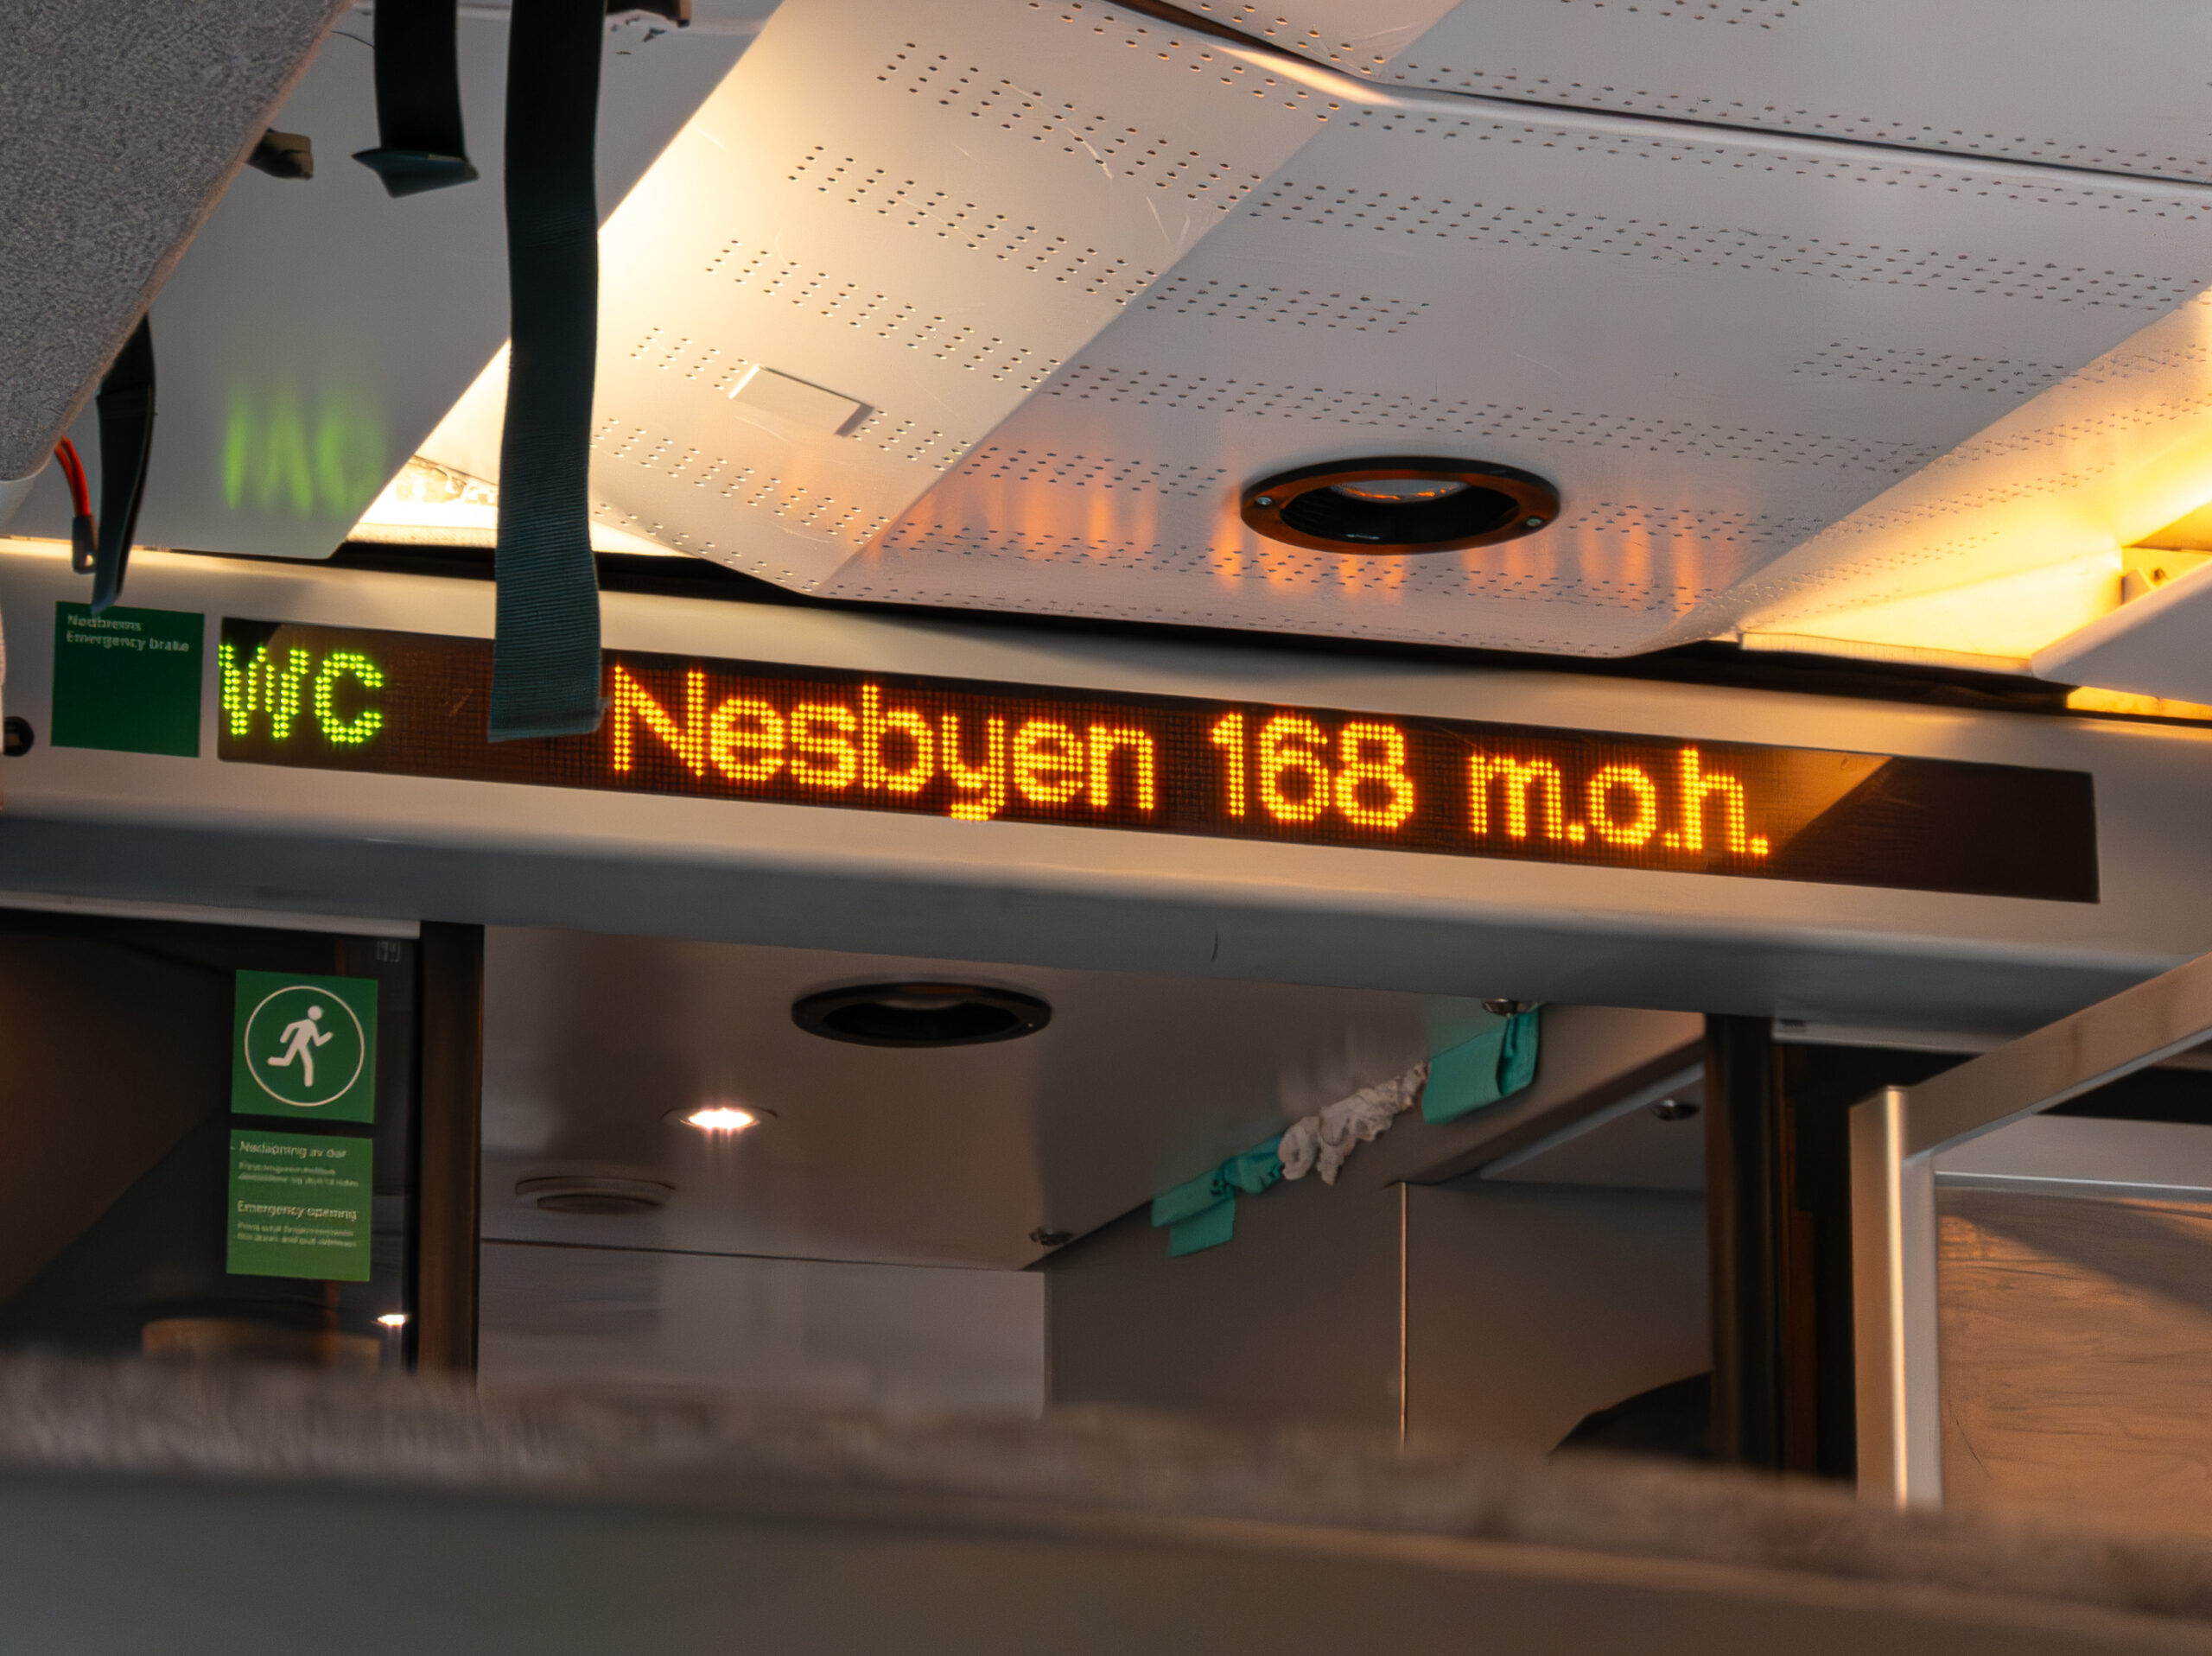 Nødbrems
Emergency brake
WC Nesbyen 168 m.o.h.
Nødåpning av dør
Emergency opening